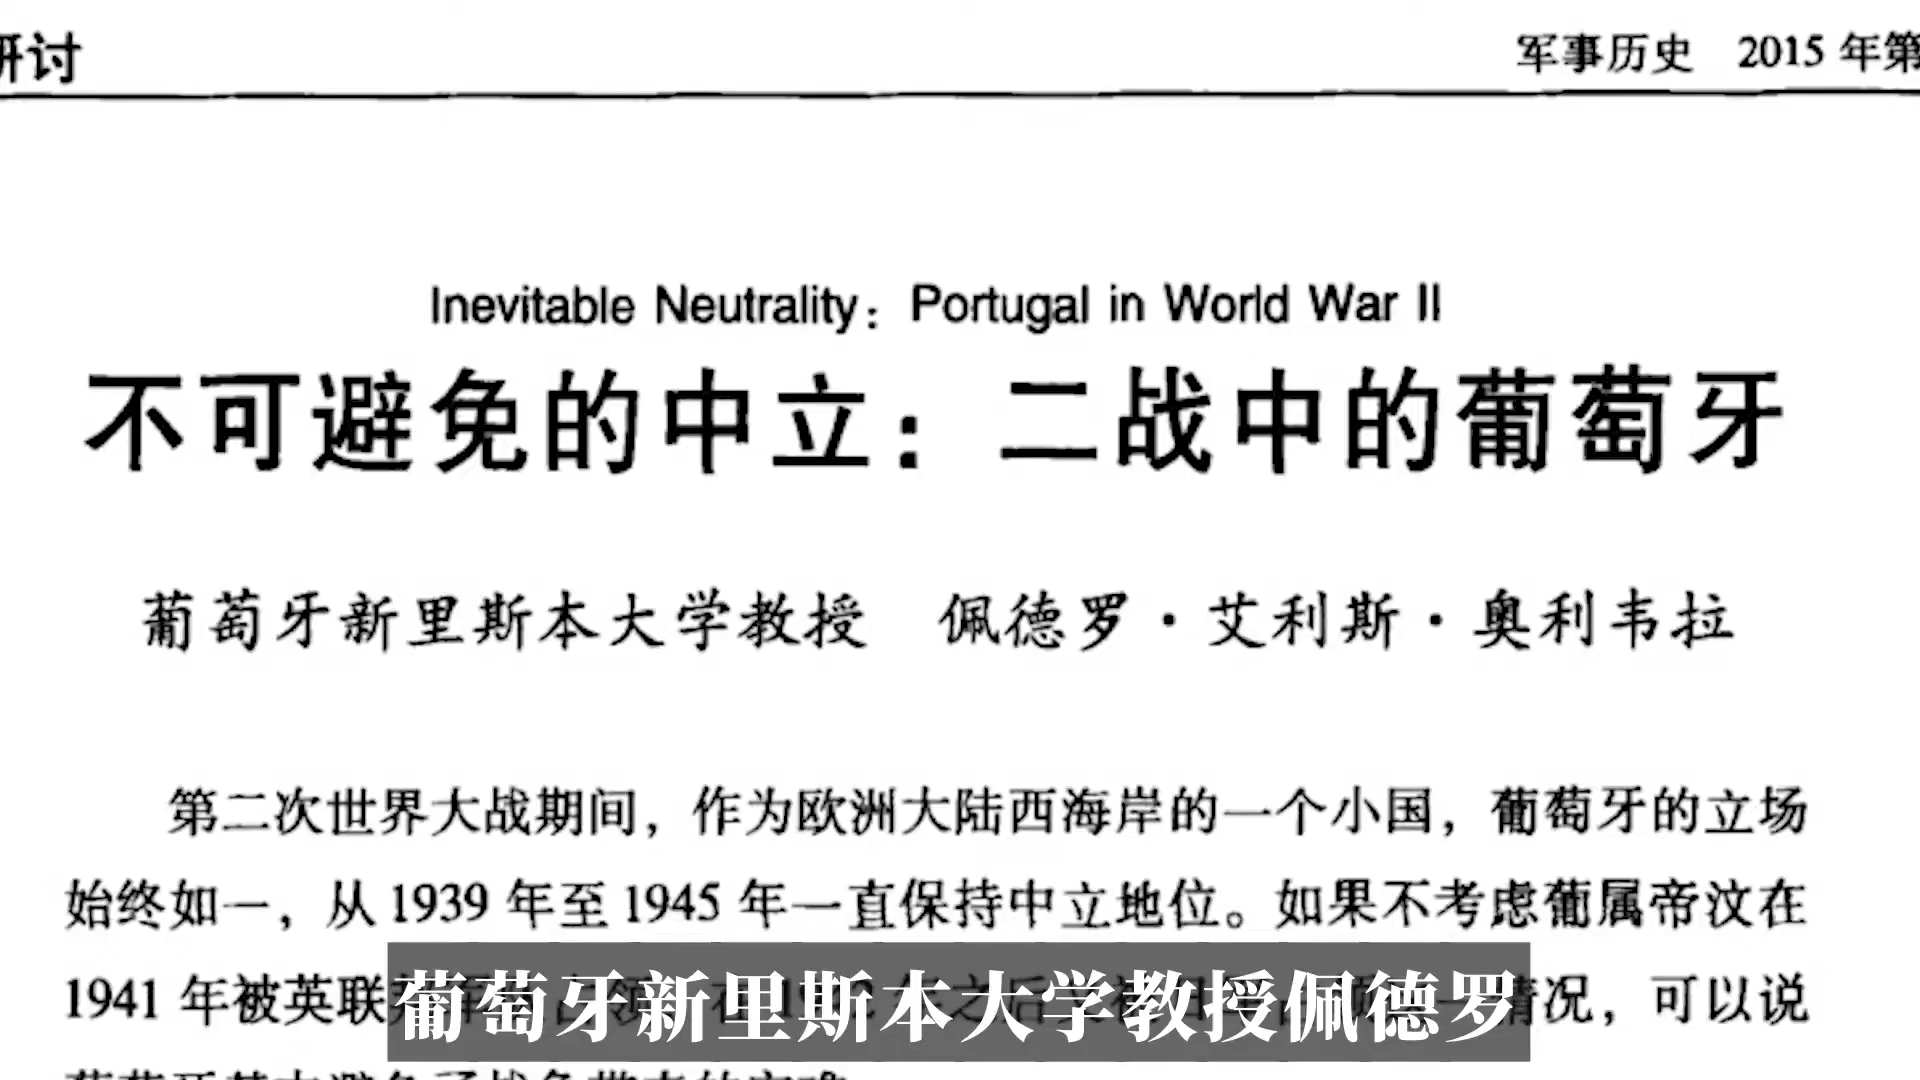 研讨
军事历史 2015 年第
Inevitable Neutrality: Portugal in World War II
不可避免的中立：二战中的葡萄牙
葡萄牙新里斯本大学教授 佩德罗·艾利斯·奥利韦拉
第二次世界大战期间，作为欧洲大陆西海岸的一个小国，葡萄牙的立场
始终如一，从 1939 年至 1945 年一直保持中立地位。如果不考虑葡属帝汶在
1941 年被英联 情况，可以说
葡萄牙新里斯本大学教授佩德罗